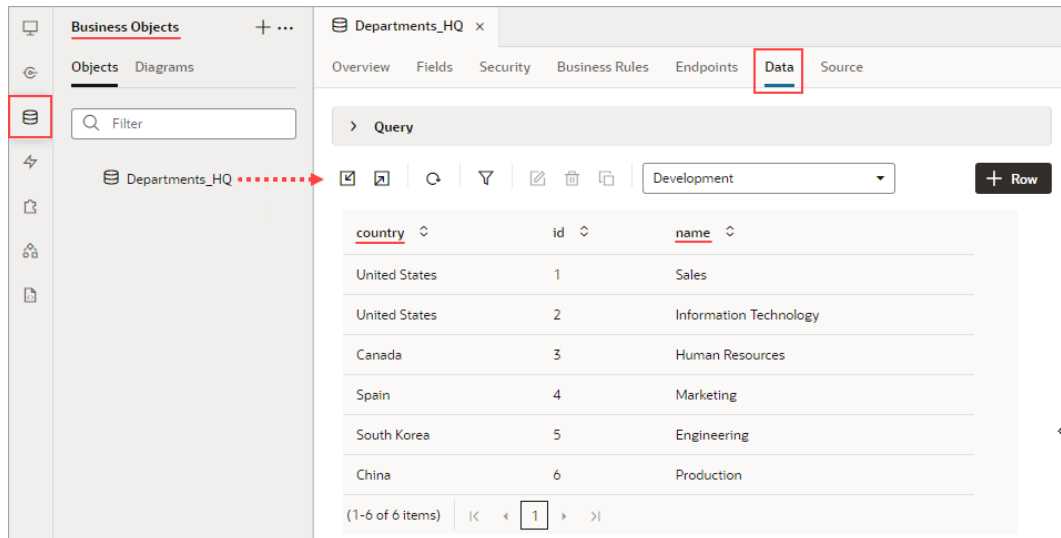 Business Objects
Departments_HQ
Objects Diagrams
Overview Fields Security Business Rules Endpoints Data Source
Filter
Query
Departments_HQ
Development
+ Row
country id name
United States 1 Sales
United States 2 Information Technology
Canada 3 Human Resources
Spain 4 Marketing
South Korea 5 Engineering
China 6 Production
(1-6 of 6 items) 1